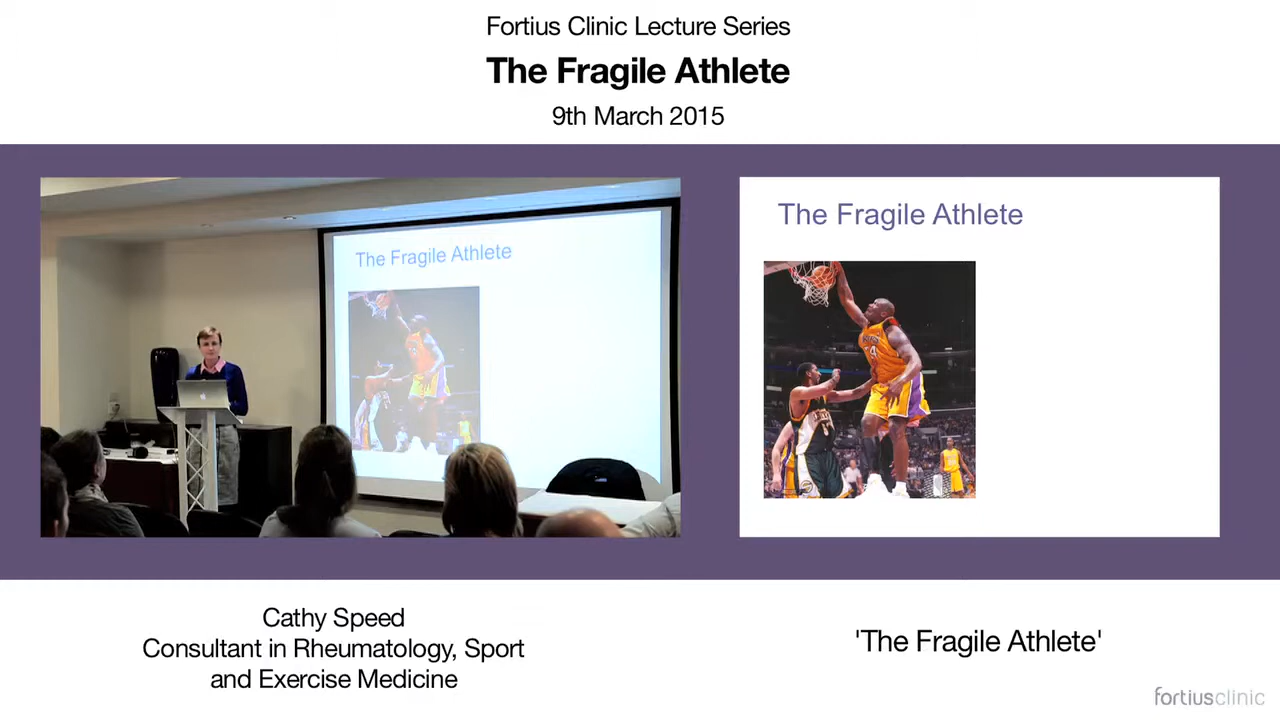 Fortius Clinic Lecture Series
The Fragile Athlete
9th March 2015
The Fragile Athlete
The Fragile Athlete
Cathy Speed
Consultant in Rheumatology, Sport
and Exercise Medicine
'The Fragile Athlete'
fortiusclinic